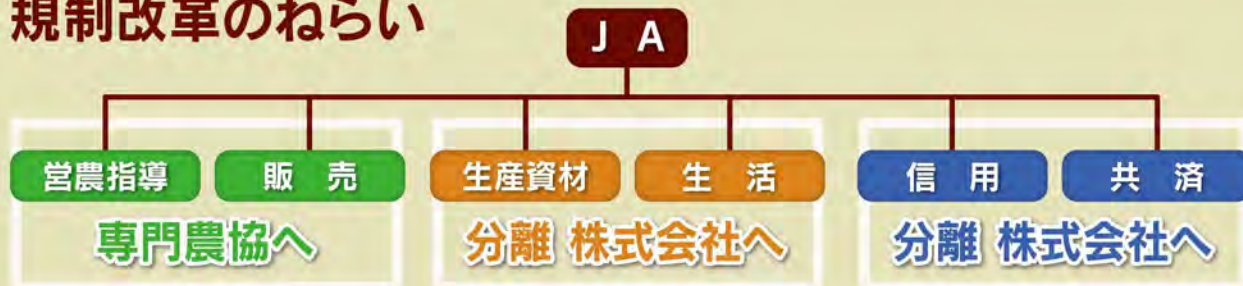 規制改革のねらい
JA
営農指導 販売 生産資材 生活 信用 共済
専門農協へ 分離 株式会社へ 分離 株式会社へ